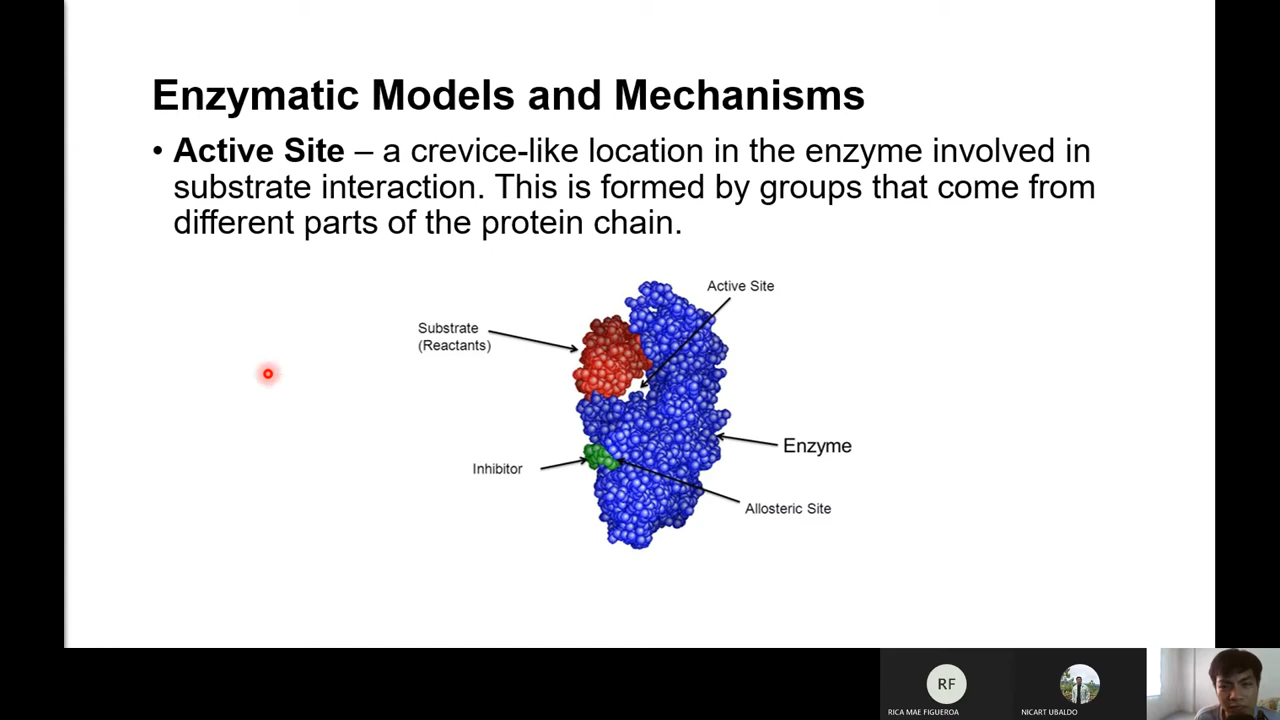 Enzymatic Models and Mechanisms
• Active Site – a crevice-like location in the enzyme involved in
substrate interaction. This is formed by groups that come from
different parts of the protein chain.
Active Site
Substrate
(Reactants)
Enzyme
Inhibitor
Allosteric Site
RF
RICA MAE FIGUEROA
NICART UBALDO